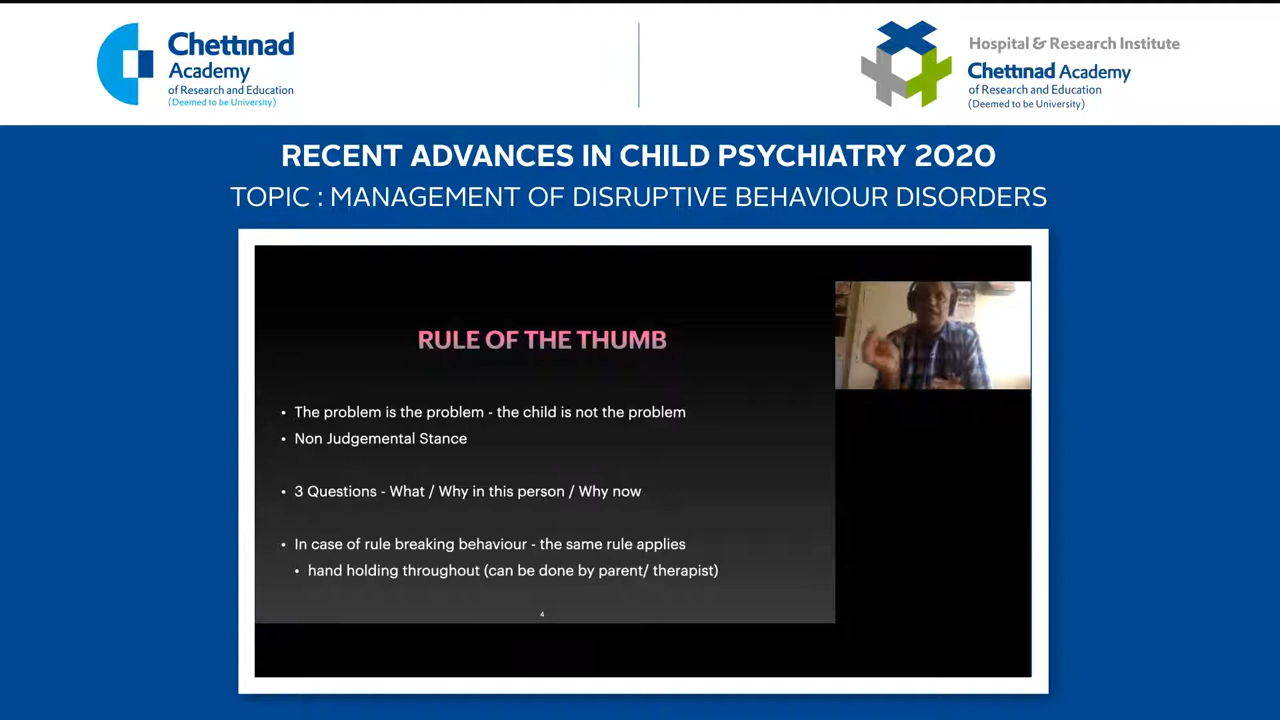 Chettinad
Academy
of Research and Education
(Deemed to be University)
Hospital & Research Institute
Chettinad Academy
of Research and Education
(Deemed to be University)
RECENT ADVANCES IN CHILD PSYCHIATRY 2020
TOPIC : MANAGEMENT OF DISRUPTIVE BEHAVIOUR DISORDERS
RULE OF THE THUMB
• The problem is the problem - the child is not the problem
• Non Judgemental Stance
• 3 Questions - What / Why in this person / Why now
• In case of rule breaking behaviour - the same rule applies
• hand holding throughout (can be done by parent/ therapist)
4